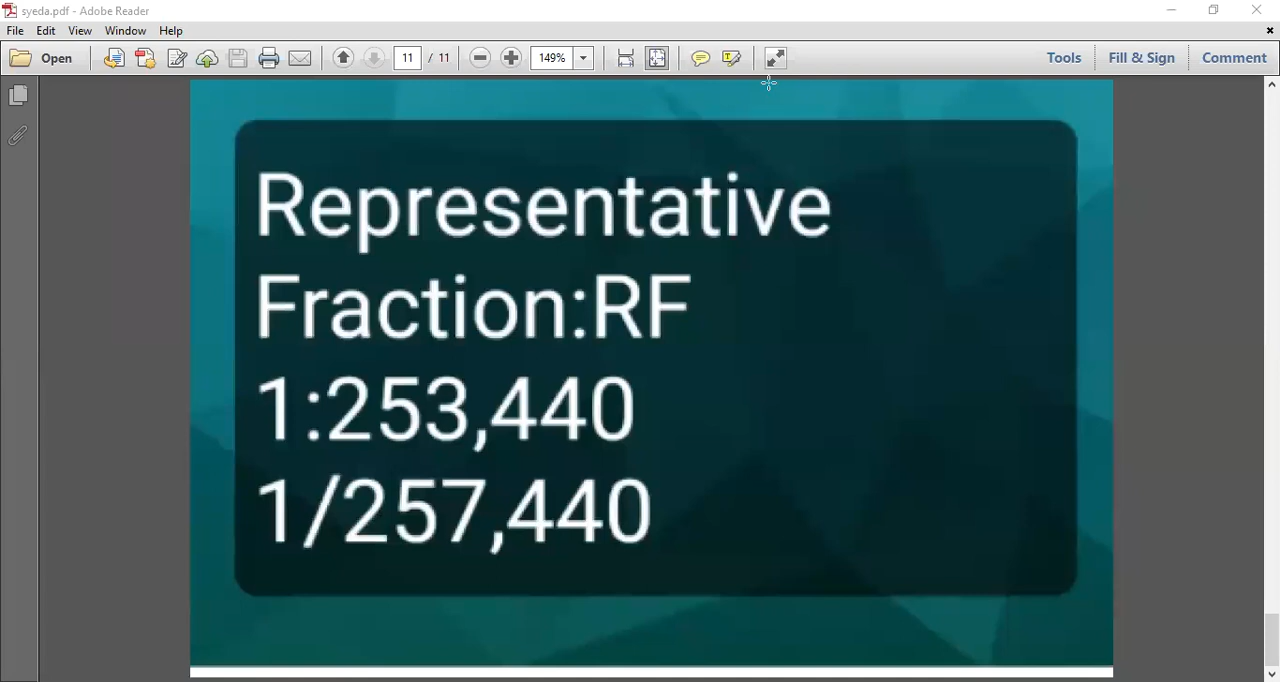 syeda.pdf - Adobe Reader
File Edit View Window Help
Open 11 / 11 149% Tools Fill & Sign Comment
Representative
Fraction:RF
1:253,440
1/257,440